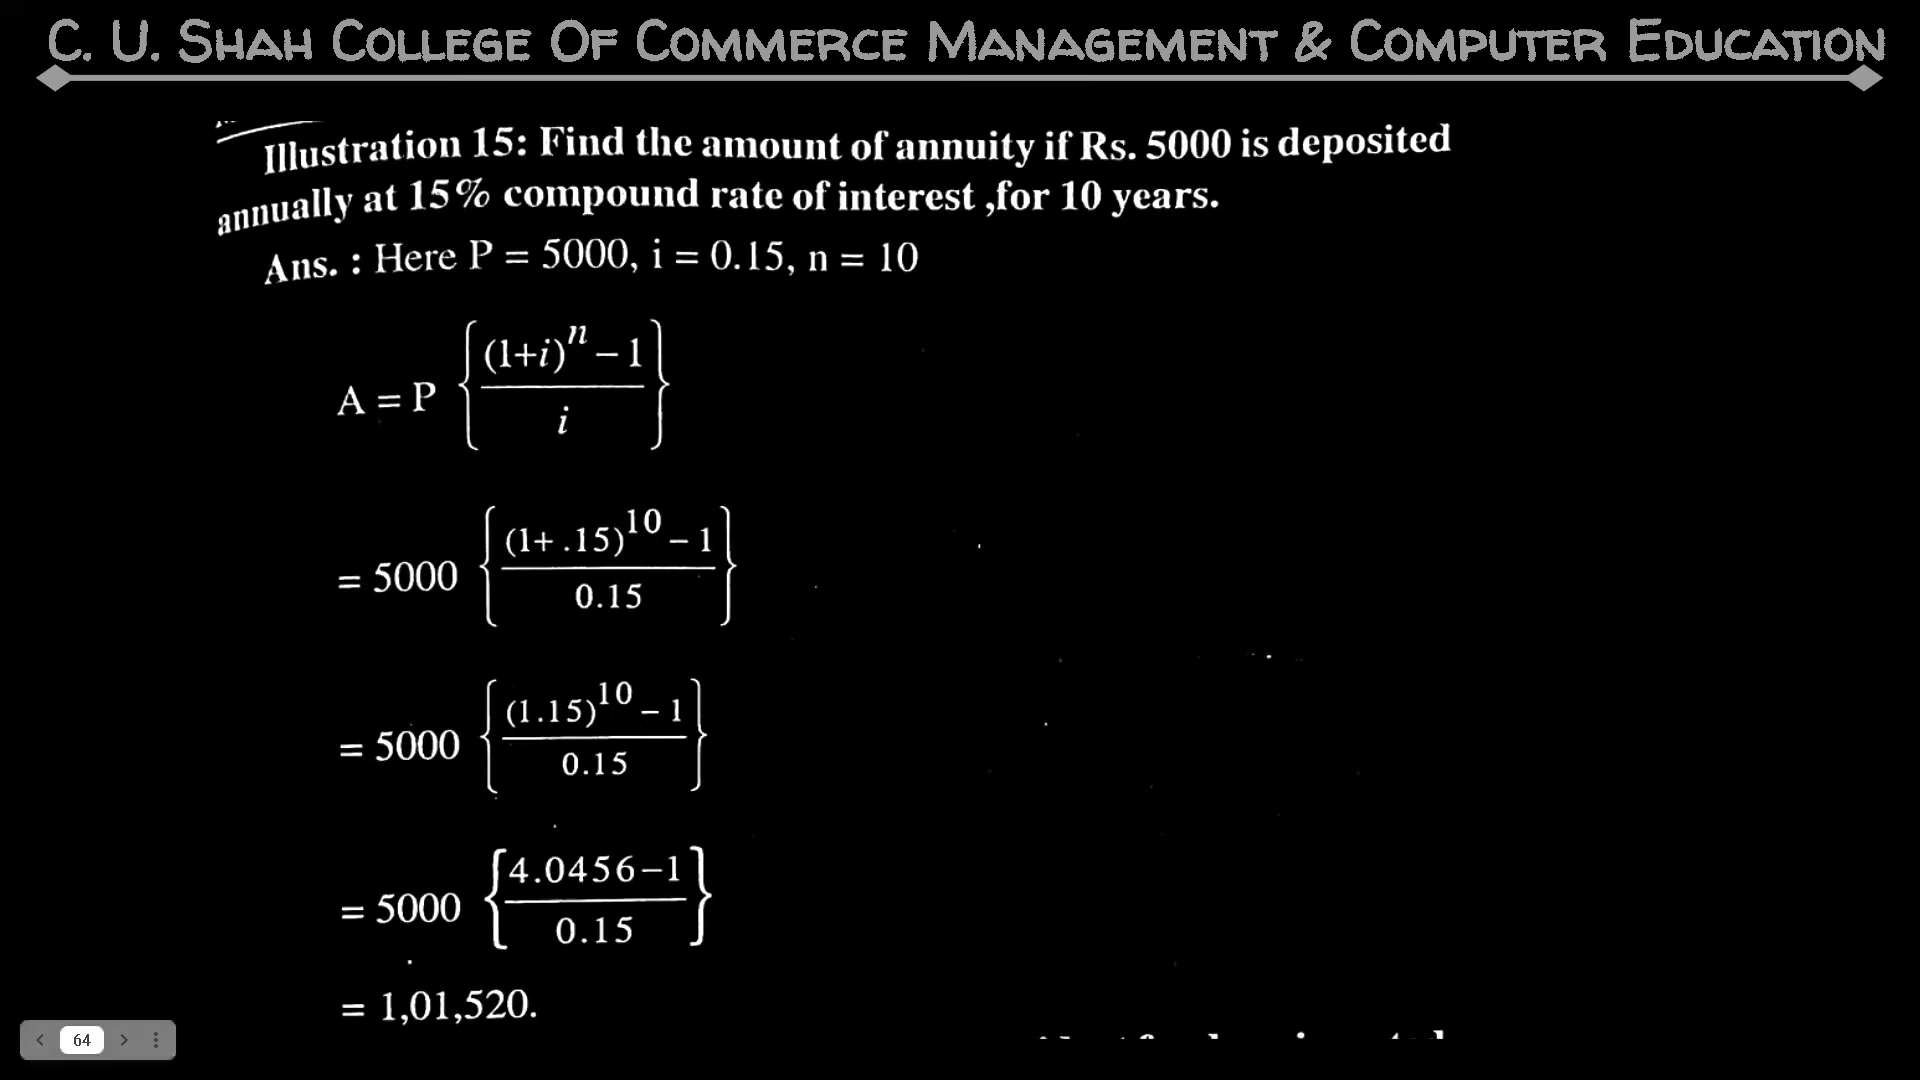 C. U. SHAH COLLEGE OF COMMERCE MANAGEMENT & COMPUTER EDUCATION
Illustration 15: Find the amount of annuity if Rs. 5000 is deposited
annually at 15% compound rate of interest ,for 10 years.
Ans. : Here P = 5000, i = 0.15, n = 10
A = P {((1+i)^n – 1)/i}
= 5000 {((1+ .15)^10 – 1)/0.15}
= 5000 {((1.15)^10 – 1)/0.15}
= 5000 {(4.0456–1)/0.15}
= 1,01,520.
64